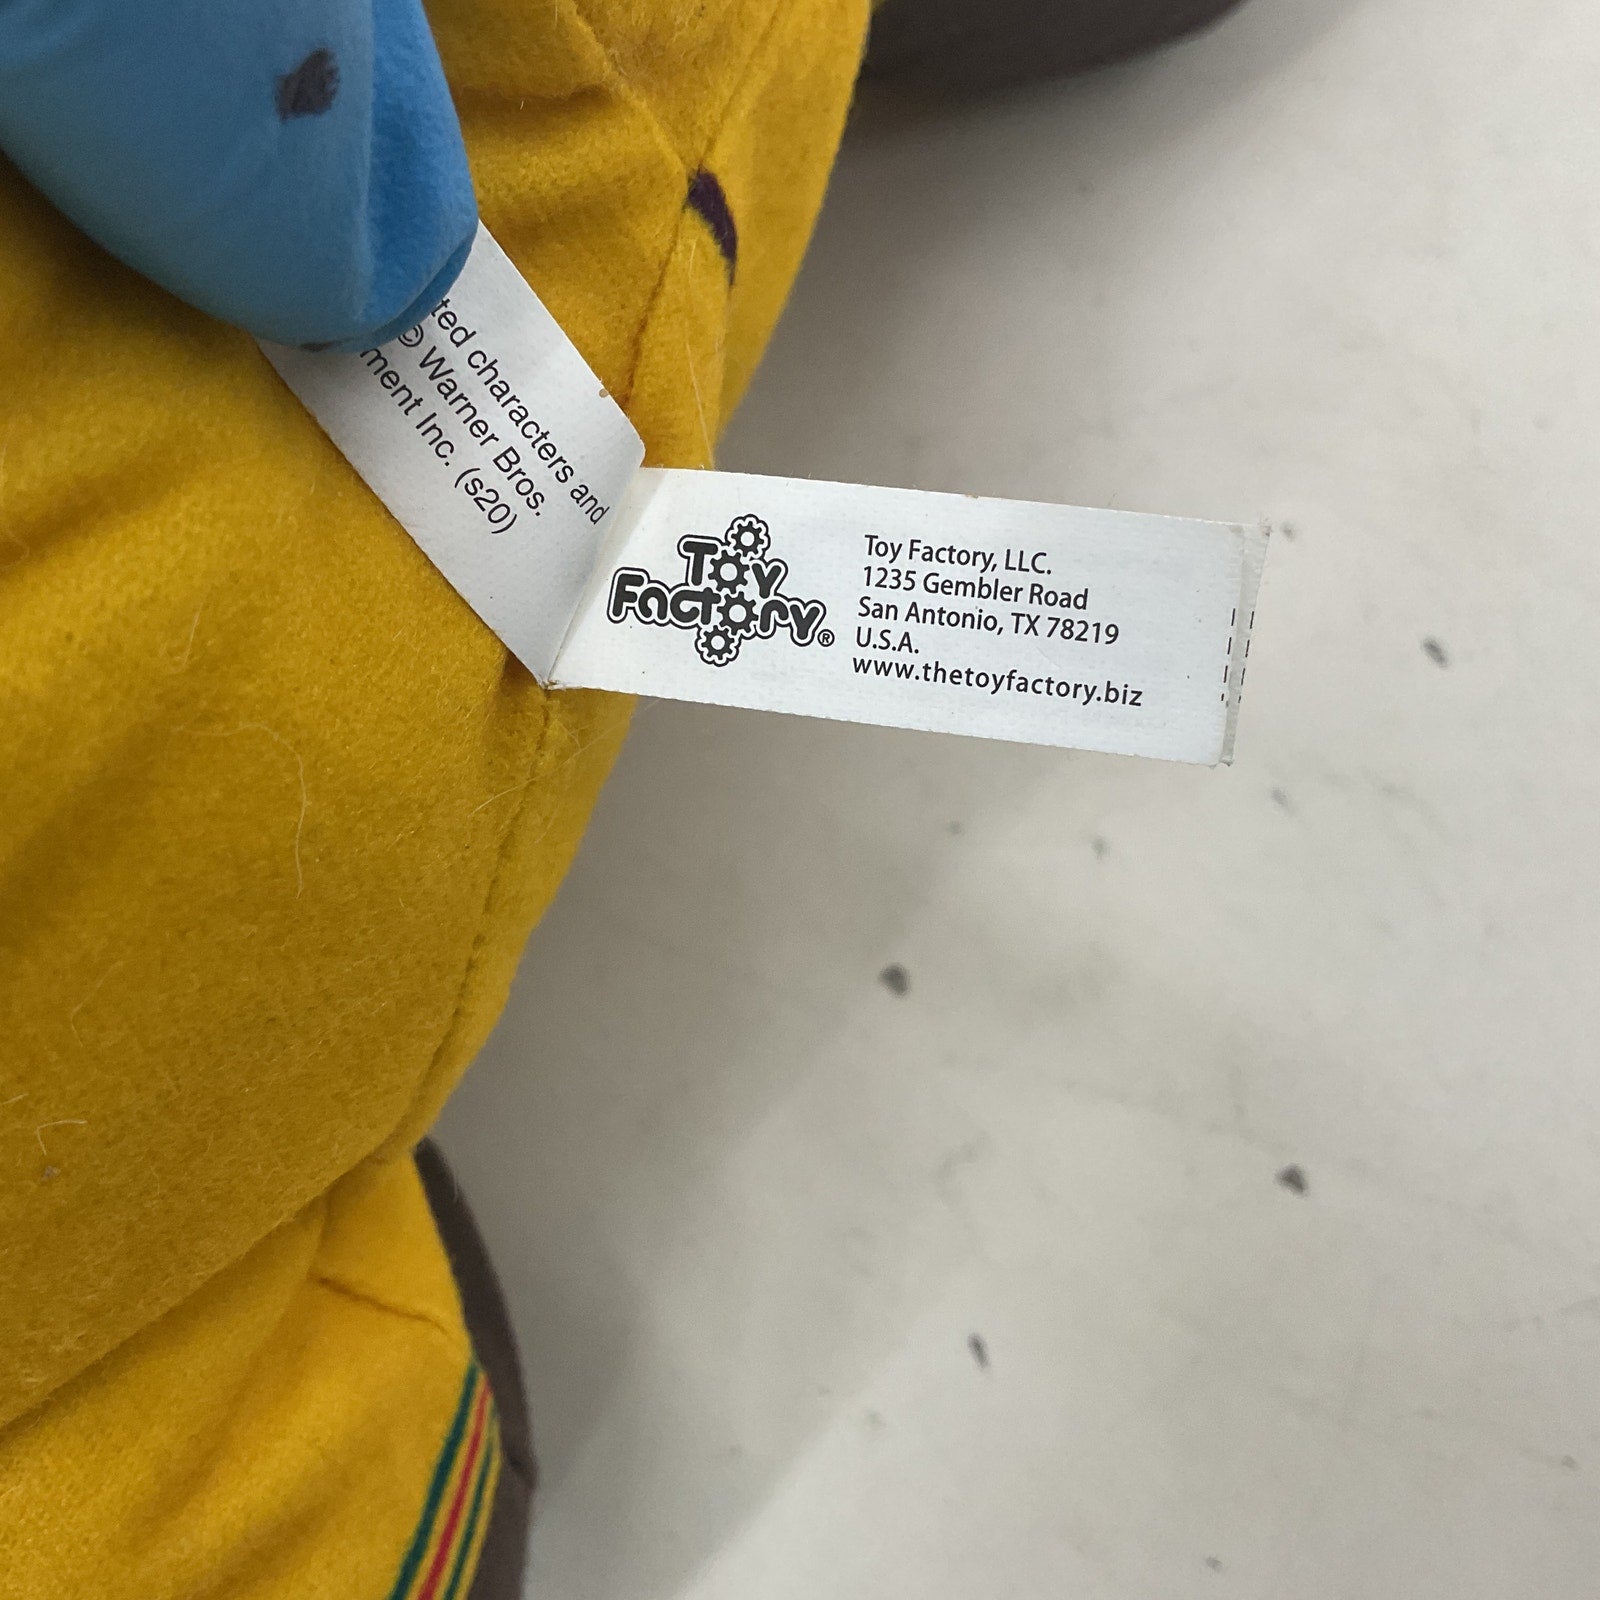 ted characters and
© Warner Bros.
ment Inc. (s20)
Toy
Factory®
Toy Factory, LLC.
1235 Gembler Road
San Antonio, TX 78219
U.S.A.
www.thetoyfactory.biz